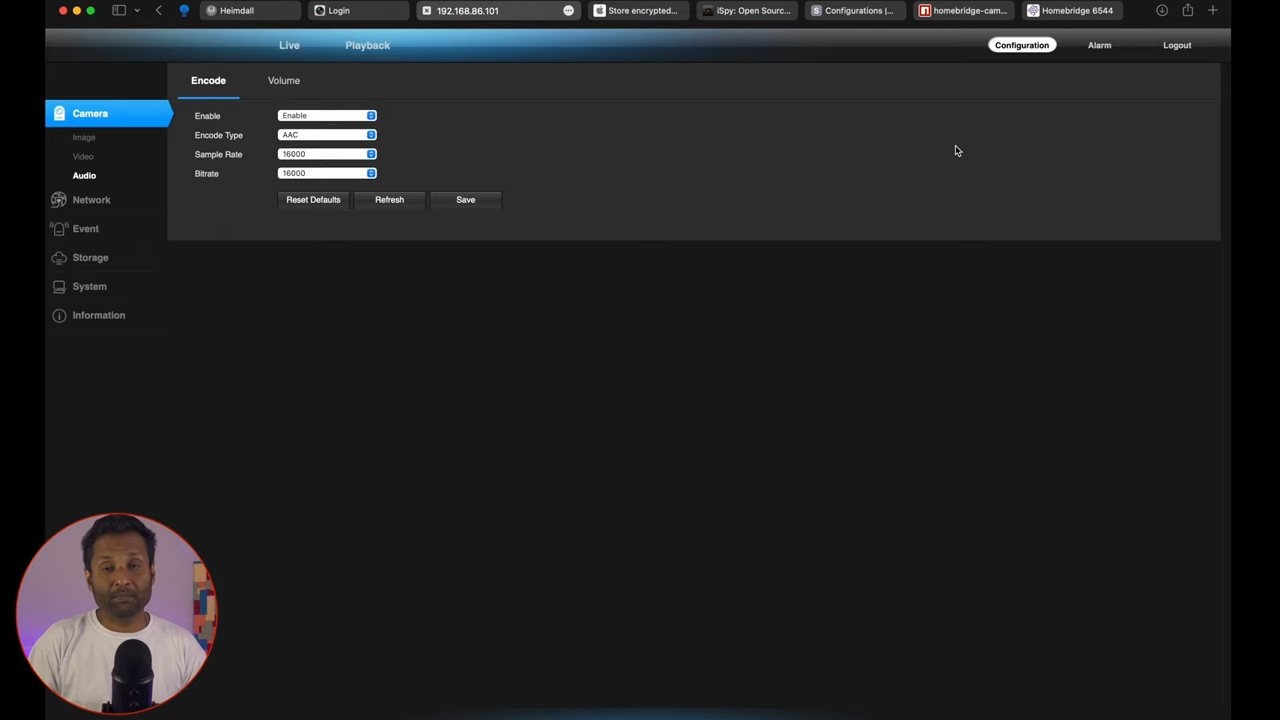 Heimdall Login 192.168.86.101 Store encrypted... iSpy: Open Sourc... Configurations |... homebridge-cam... Homebridge 6544
Live Playback Configuration Alarm Logout
Encode Volume
Camera
Image
Video
Audio
Network
Event
Storage
System
Information
Enable Enable
Encode Type AAC
Sample Rate 16000
Bitrate 16000
Reset Defaults Refresh Save